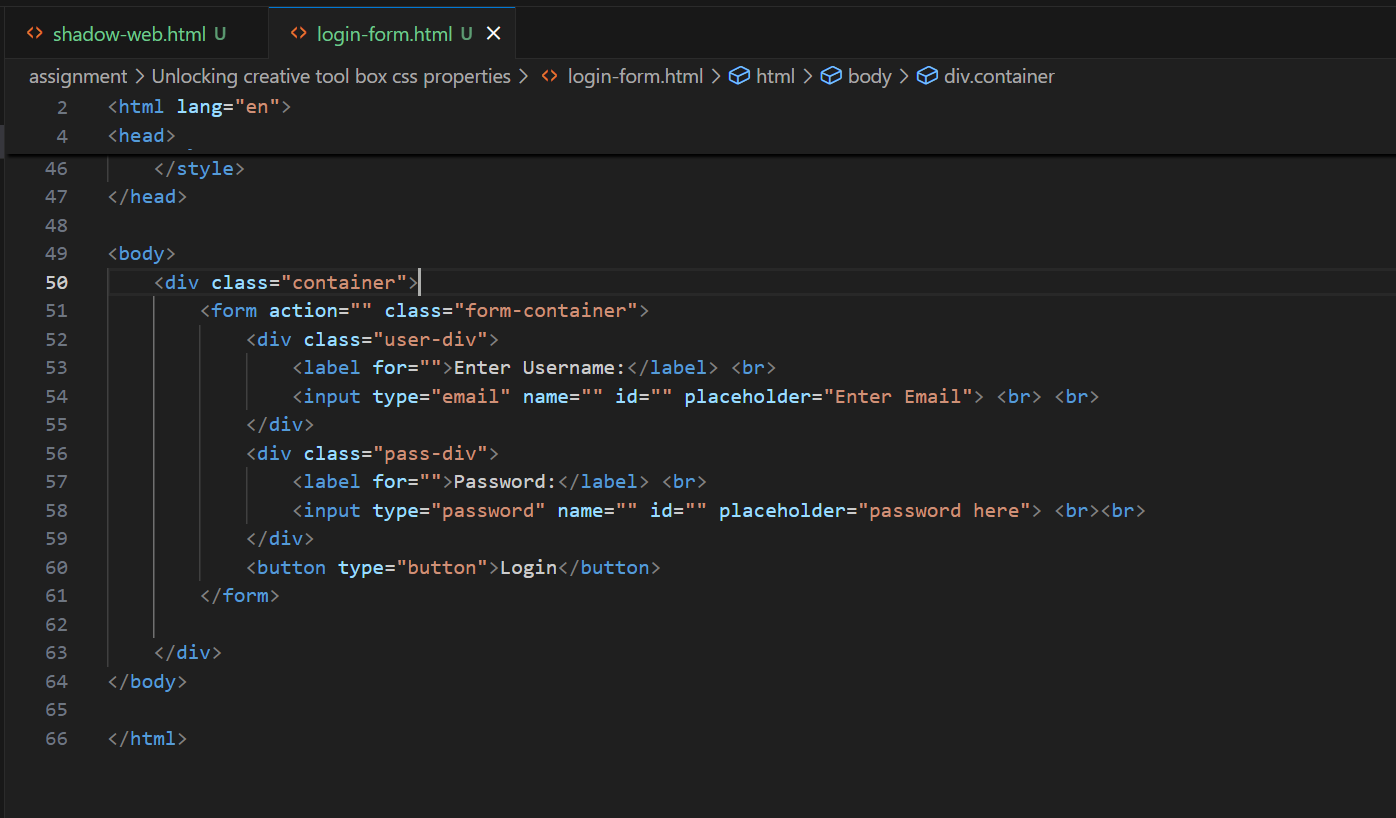 <> shadow-web.html U <> login-form.html U ×
assignment > Unlocking creative tool box css properties > <> login-form.html > html > body > div.container
2 <html lang="en">
4 <head>
46 </style>
47 </head>
48
49 <body>
50 <div class="container">
51 <form action="" class="form-container">
52 <div class="user-div">
53 <label for="">Enter Username:</label> <br>
54 <input type="email" name="" id="" placeholder="Enter Email"> <br> <br>
55 </div>
56 <div class="pass-div">
57 <label for="">Password:</label> <br>
58 <input type="password" name="" id="" placeholder="password here"> <br><br>
59 </div>
60 <button type="button">Login</button>
61 </form>
62
63 </div>
64 </body>
65
66 </html>